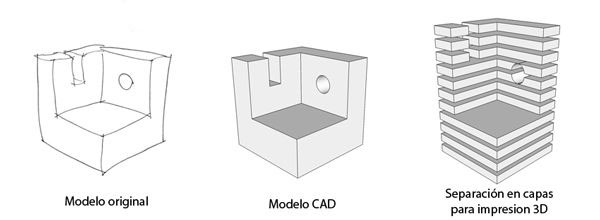 Modelo original
Modelo CAD
Separación en capas
para impresion 3D